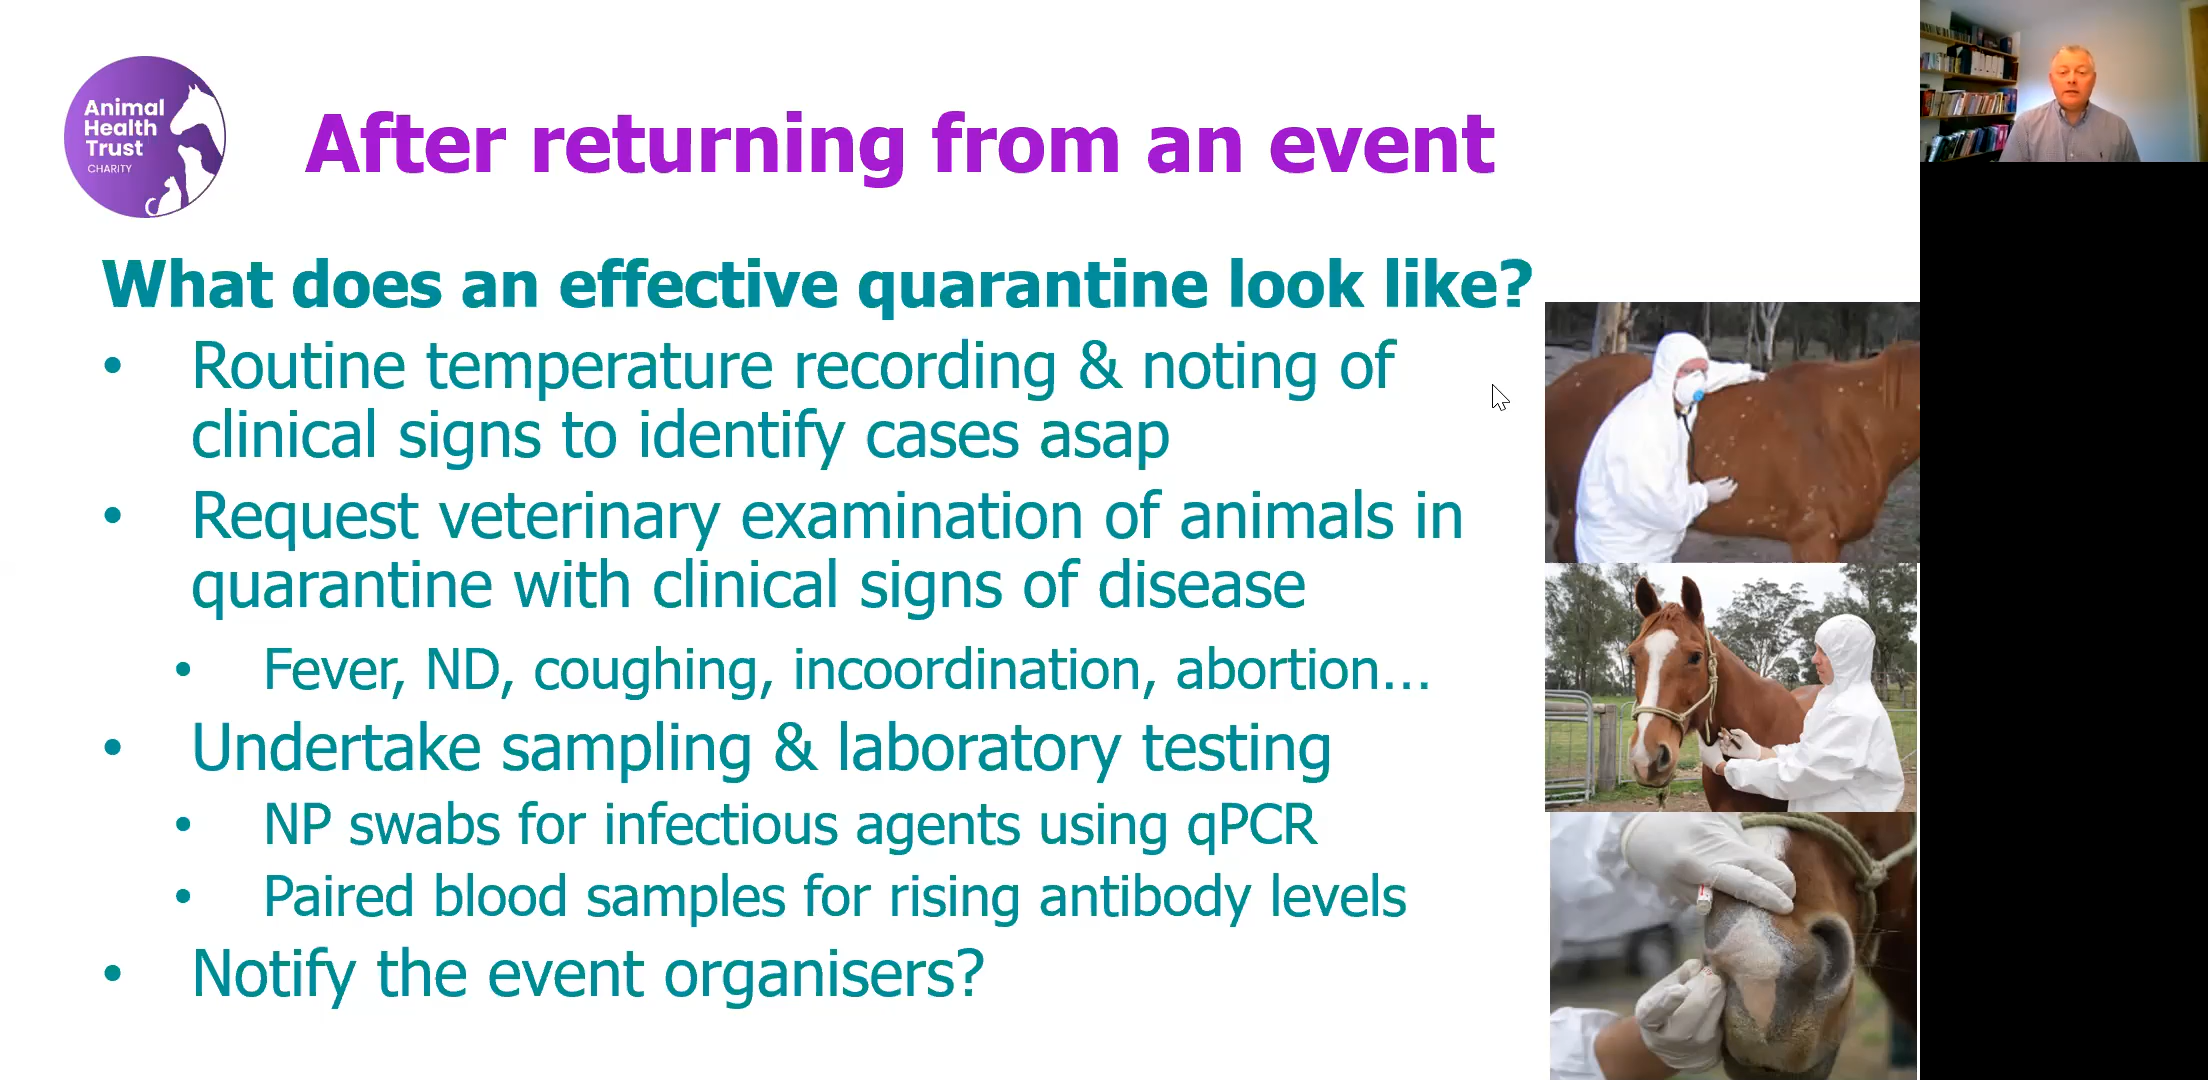 Animal
Health
Trust
CHARITY
After returning from an event
What does an effective quarantine look like?
• Routine temperature recording & noting of
clinical signs to identify cases asap
• Request veterinary examination of animals in
quarantine with clinical signs of disease
• Fever, ND, coughing, incoordination, abortion...
• Undertake sampling & laboratory testing
• NP swabs for infectious agents using qPCR
• Paired blood samples for rising antibody levels
• Notify the event organisers?